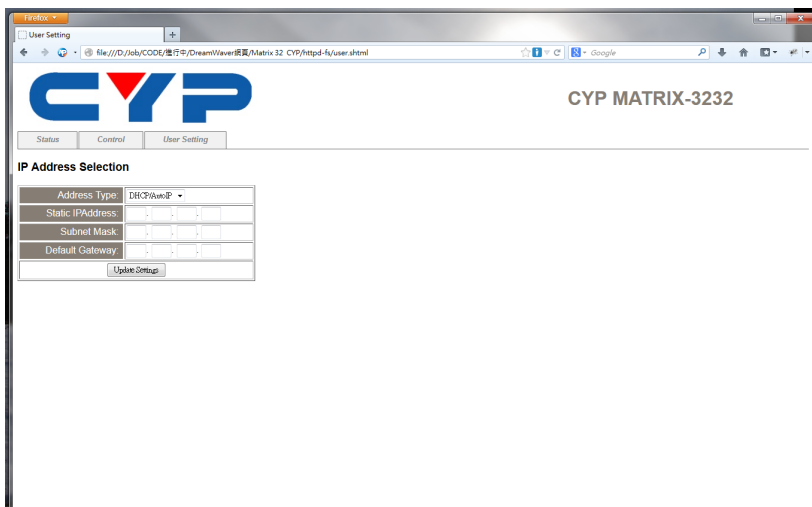 Firefox
User Setting
+
file:///D:/Job/CODE/進行中/DreamWaver網頁/Matrix 32 CYP/httpd-fs/user.shtml
Google
CYP
CYP MATRIX-3232
Status Control User Setting
IP Address Selection
Address Type: DHCP/AutoIP
Static IPAddress: . . .
Subnet Mask: . . .
Default Gateway: . . .
Update Settings